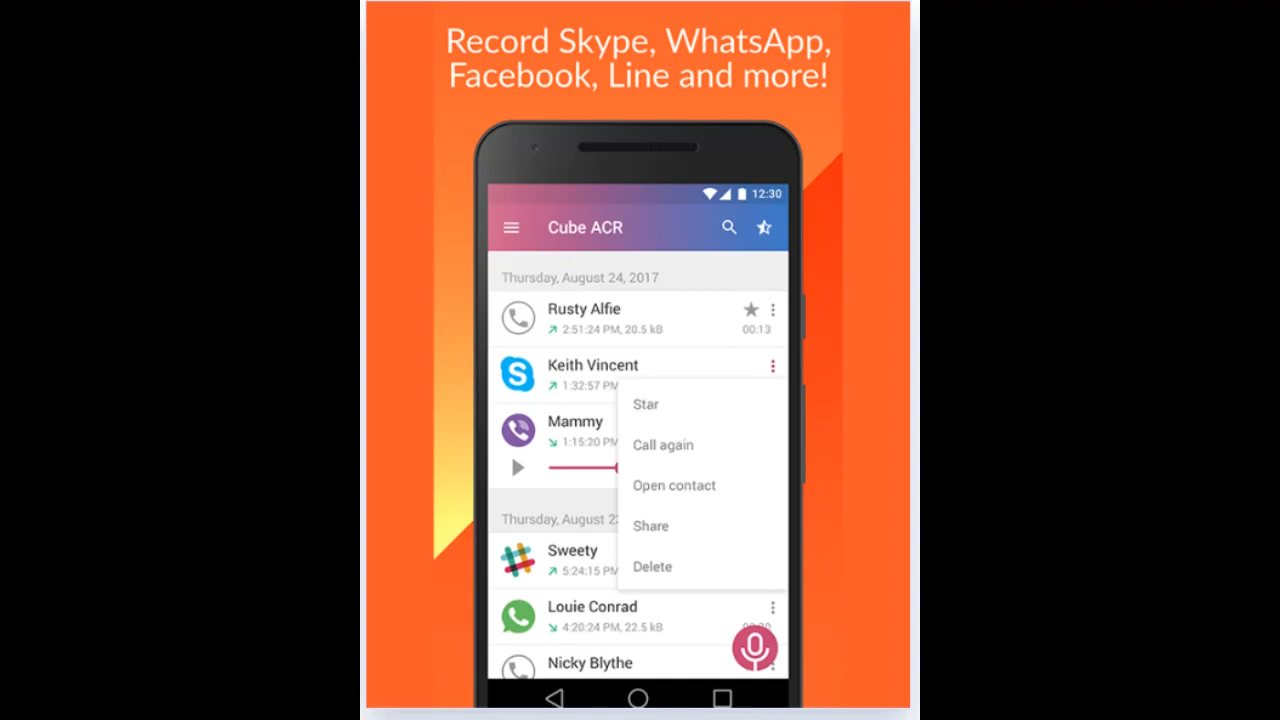 Record Skype, WhatsApp,
Facebook, Line and more!
12:30
Cube ACR
Thursday, August 24, 2017
Rusty Alfie
2:51:24 PM, 20.5 kB
00:13
Keith Vincent
1:32:57 PM
Star
Call again
Open contact
Share
Delete
Mammy
1:15:20 PM
Thursday, August
Sweety
5:24:15 PM
Louie Conrad
4:20:24 PM, 22.5 kB
Nicky Blythe